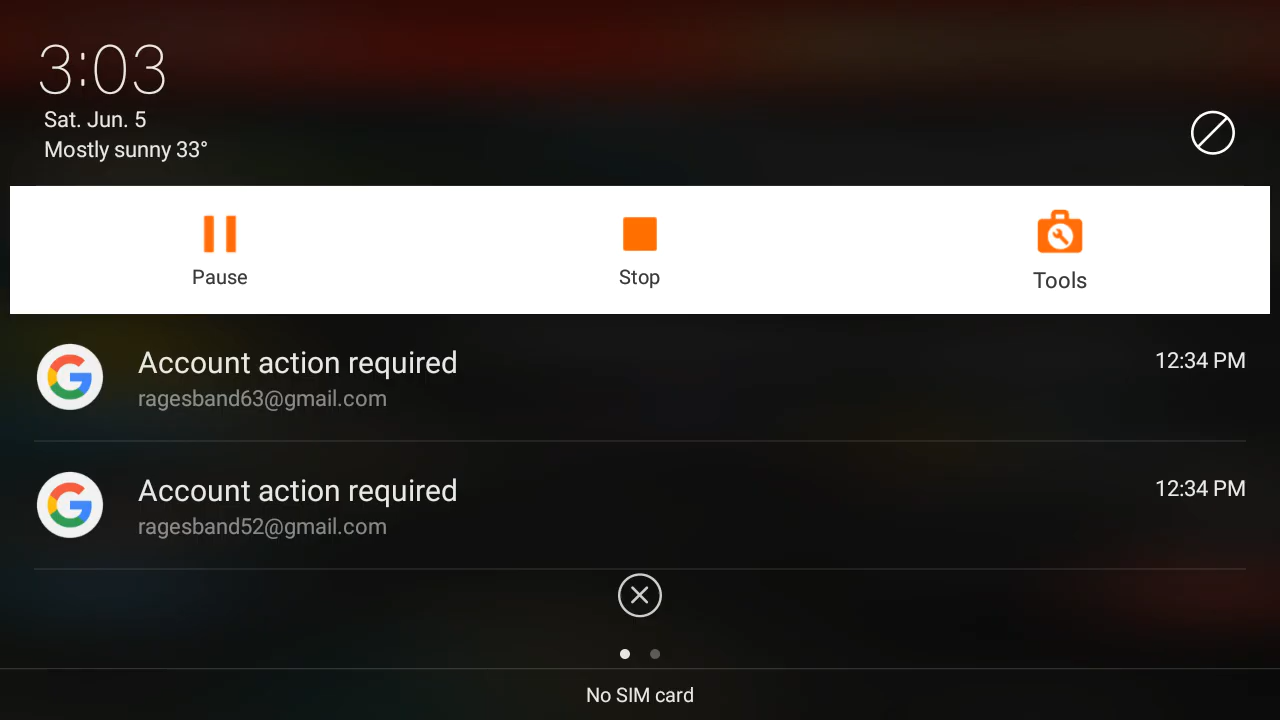 3:03
Sat. Jun. 5
Mostly sunny 33°
Pause
Stop
Tools
Account action required
12:34 PM
ragesband63@gmail.com
Account action required
12:34 PM
ragesband52@gmail.com
No SIM card